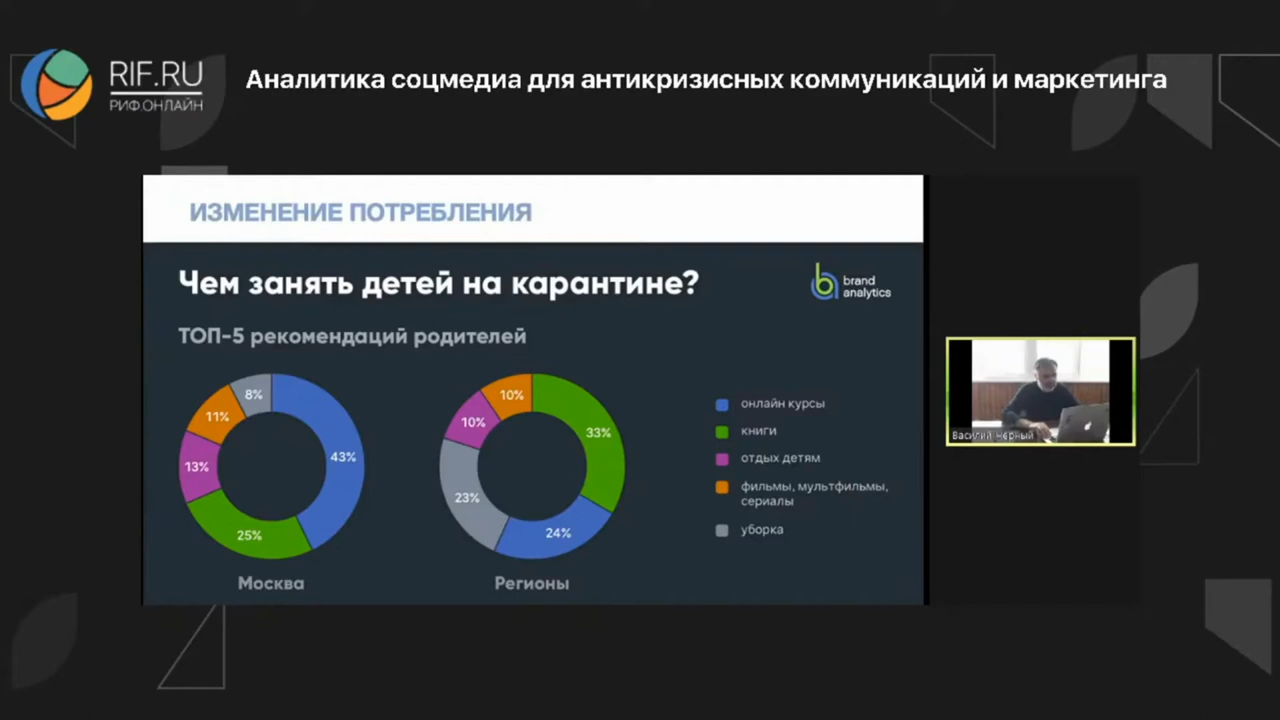 RIF.RU
РИФ.ОНЛАЙН
Аналитика соцмедиа для антикризисных коммуникаций и маркетинга
ИЗМЕНЕНИЕ ПОТРЕБЛЕНИЯ
Чем занять детей на карантине?
brand
analytics
ТОП-5 рекомендаций родителей
8%
11%
13%
25%
43%
Москва
10%
10%
23%
24%
33%
Регионы
онлайн курсы
книги
отдых детям
фильмы, мультфильмы,
сериалы
уборка
Василий Черный